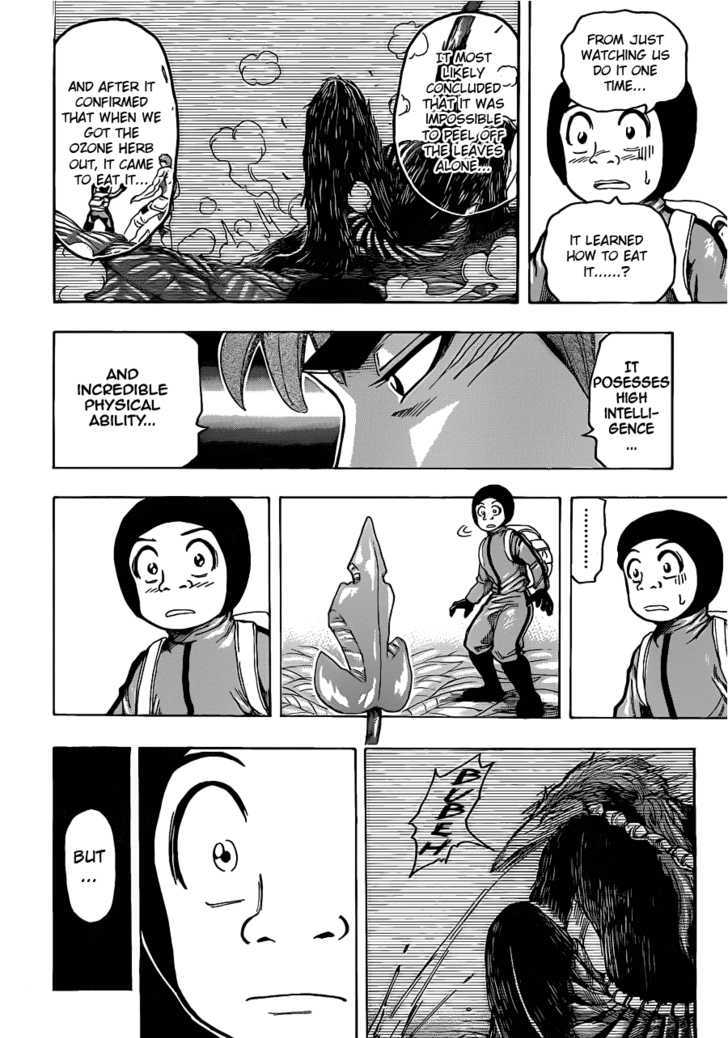 FROM JUST
WATCHING US
DO IT ONE
TIME...
IT LEARNED
HOW TO EAT
IT......?
IT MOST
LIKELY
CONCLUDED
THAT IT WAS
IMPOSSIBLE
TO PEEL OFF
THE LEAVES
ALONE...
AND AFTER IT
CONFIRMED
THAT WHEN WE
GOT THE
OZONE HERB
OUT, IT CAME
TO EAT IT...
IT
POSESSES
HIGH
INTELLI-
GENCE
...
AND
INCREDIBLE
PHYSICAL
ABILITY...
.........
BUREH
BUT
...